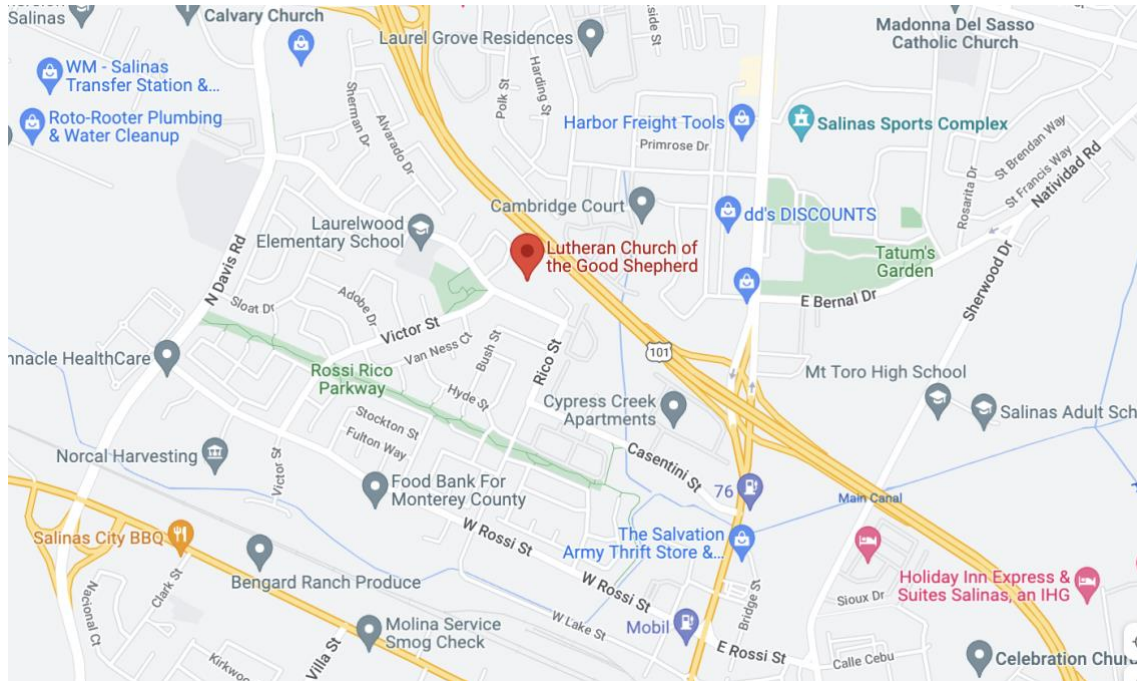 Salinas
Calvary Church
Laurel Grove Residences
Madonna Del Sasso
Catholic Church
WM - Salinas
Transfer Station &...
Roto-Rooter Plumbing
& Water Cleanup
Sherman Dr
Alvarado Dr
Polk St
Harding St
Harbor Freight Tools
Primrose Dr
Salinas Sports Complex
St Brendan Way
St Francis Way
Natividad Rd
Rosarita Dr
Cambridge Court
dd's DISCOUNTS
Laurelwood
Elementary School
Lutheran Church of
the Good Shepherd
Tatum's
Garden
N Davis Rd
E Bernal Dr
Sherwood Dr
Sloat Dr
Adobe Dr
Victor St
Van Ness Ct
Bush St
Rico St
101
nnacle HealthCare
Rossi Rico
Parkway
Hyde St
Mt Toro High School
Cypress Creek
Apartments
Salinas Adult Sch
Stockton St
Fulton Way
Casentini St
Norcal Harvesting
Victor St
Food Bank For
Monterey County
76
Main Canal
Salinas City BBQ
W Rossi St
The Salvation
Army Thrift Store &...
Bengard Ranch Produce
Holiday Inn Express &
Suites Salinas, an IHG
Clark St
Nacional Ct
W Rossi St
Bridge St
Sioux Dr
W Lake St
Mobil
Molina Service
Smog Check
Villa St
Kirkwo
E Rossi St
Calle Cebu
Celebration Churc